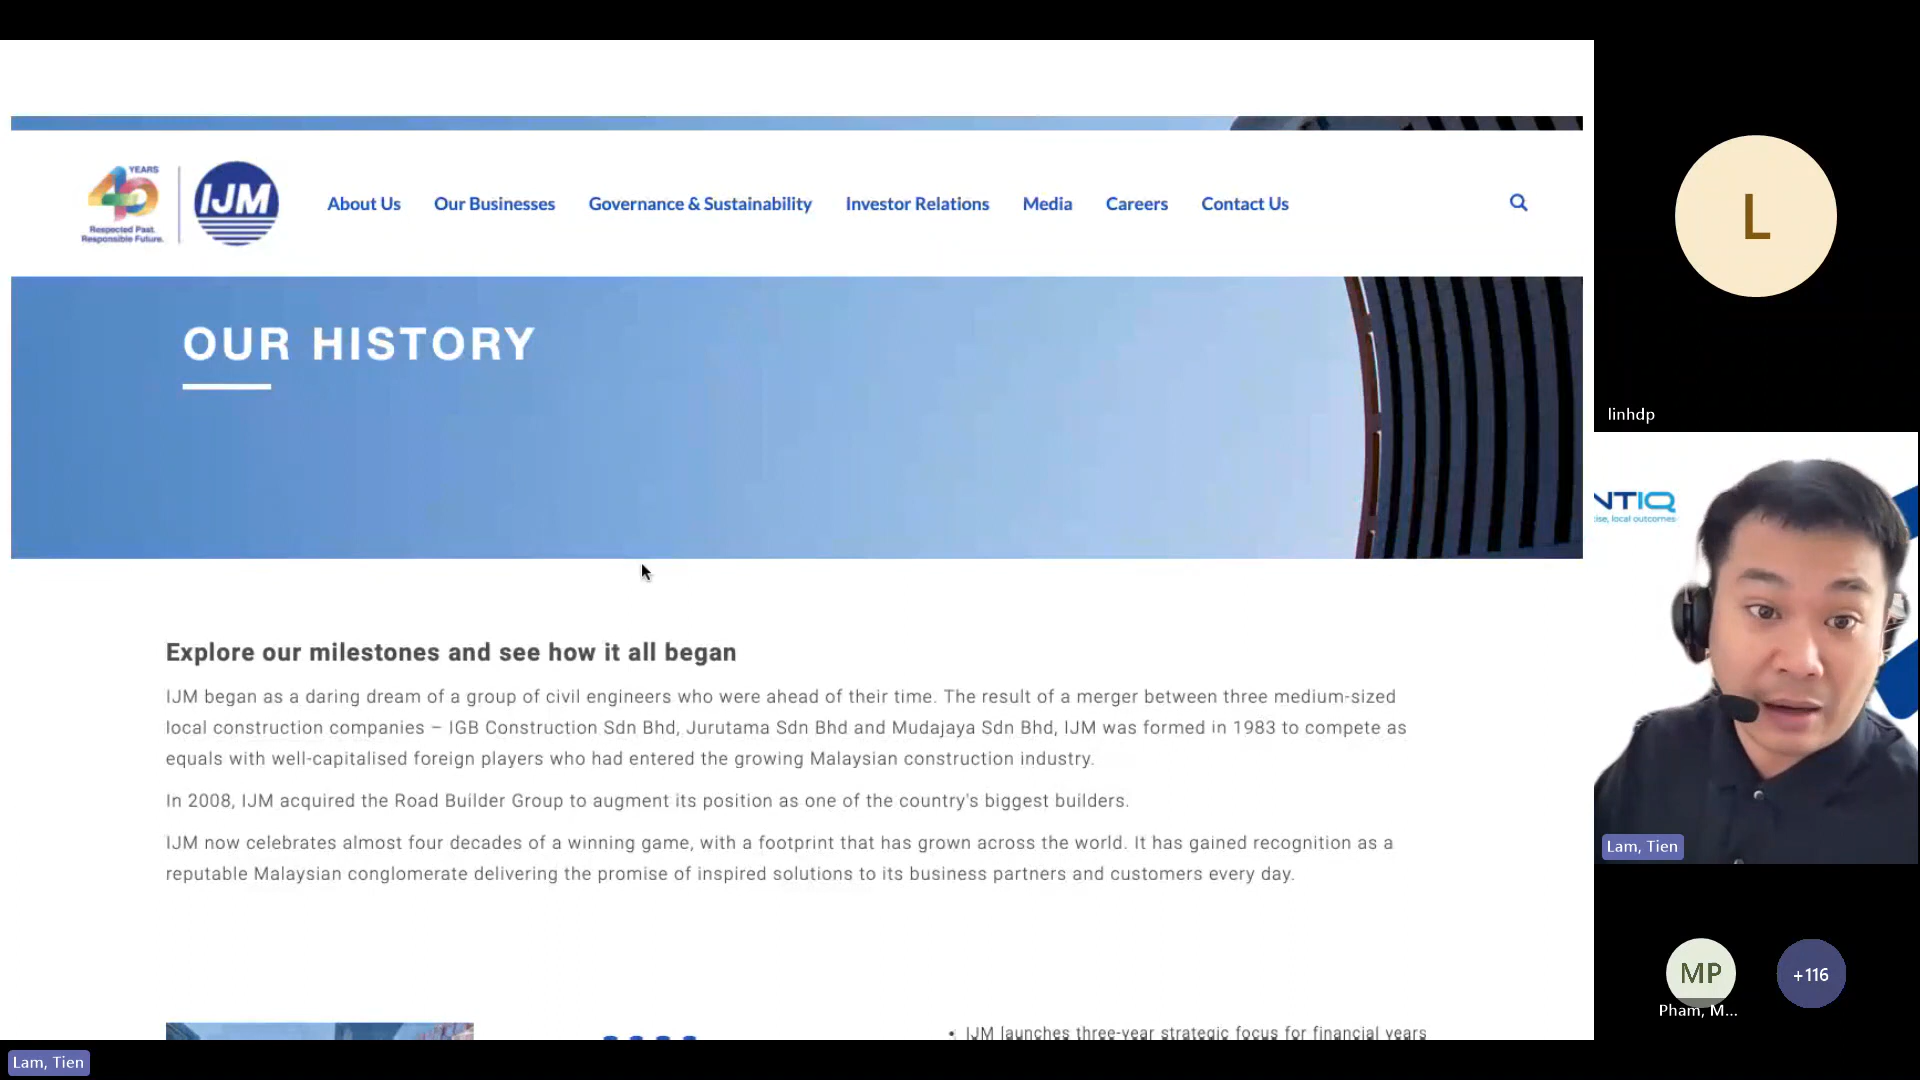 40 YEARS
Respected Past.
Responsible Future.
IJM
About Us
Our Businesses
Governance & Sustainability
Investor Relations
Media
Careers
Contact Us
OUR HISTORY
Explore our milestones and see how it all began
IJM began as a daring dream of a group of civil engineers who were ahead of their time. The result of a merger between three medium-sized
local construction companies – IGB Construction Sdn Bhd, Jurutama Sdn Bhd and Mudajaya Sdn Bhd, IJM was formed in 1983 to compete as
equals with well-capitalised foreign players who had entered the growing Malaysian construction industry.
In 2008, IJM acquired the Road Builder Group to augment its position as one of the country's biggest builders.
IJM now celebrates almost four decades of a winning game, with a footprint that has grown across the world. It has gained recognition as a
reputable Malaysian conglomerate delivering the promise of inspired solutions to its business partners and customers every day.
• IJM launches three-year strategic focus for financial years
L
linhdp
NTIQ
ise, local outcomes
Lam, Tien
MP
+116
Pham, M...
Lam, Tien